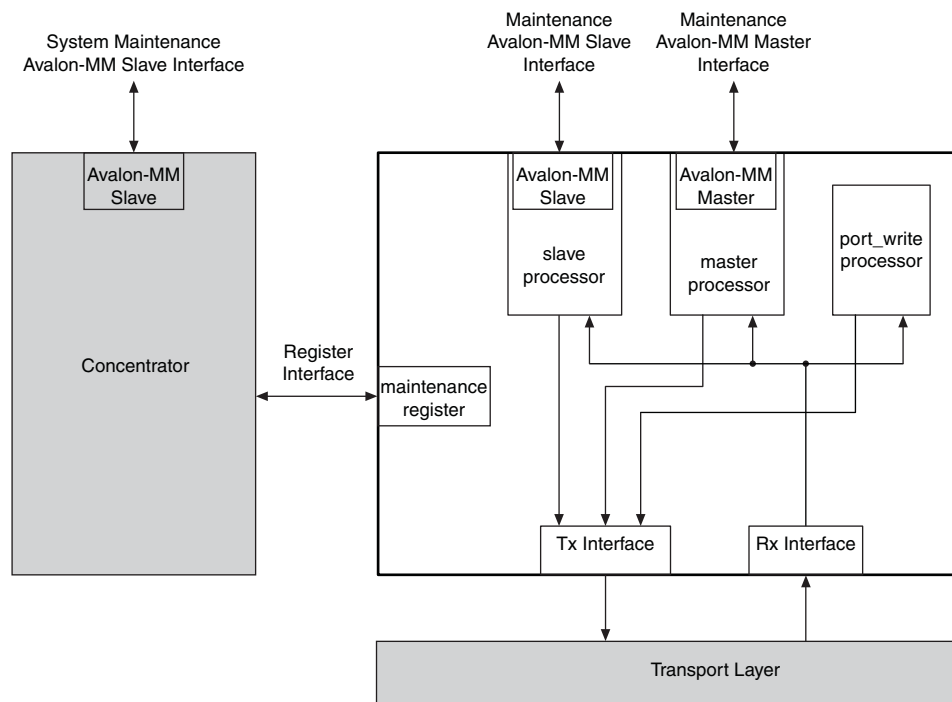 System Maintenance
Avalon-MM Slave Interface
Maintenance
Avalon-MM Slave
Interface
Maintenance
Avalon-MM Master
Interface
Avalon-MM
Slave
Avalon-MM
Slave
Avalon-MM
Master
slave
processor
master
processor
port_write
processor
Concentrator
Register
Interface
maintenance
register
Tx Interface
Rx Interface
Transport Layer